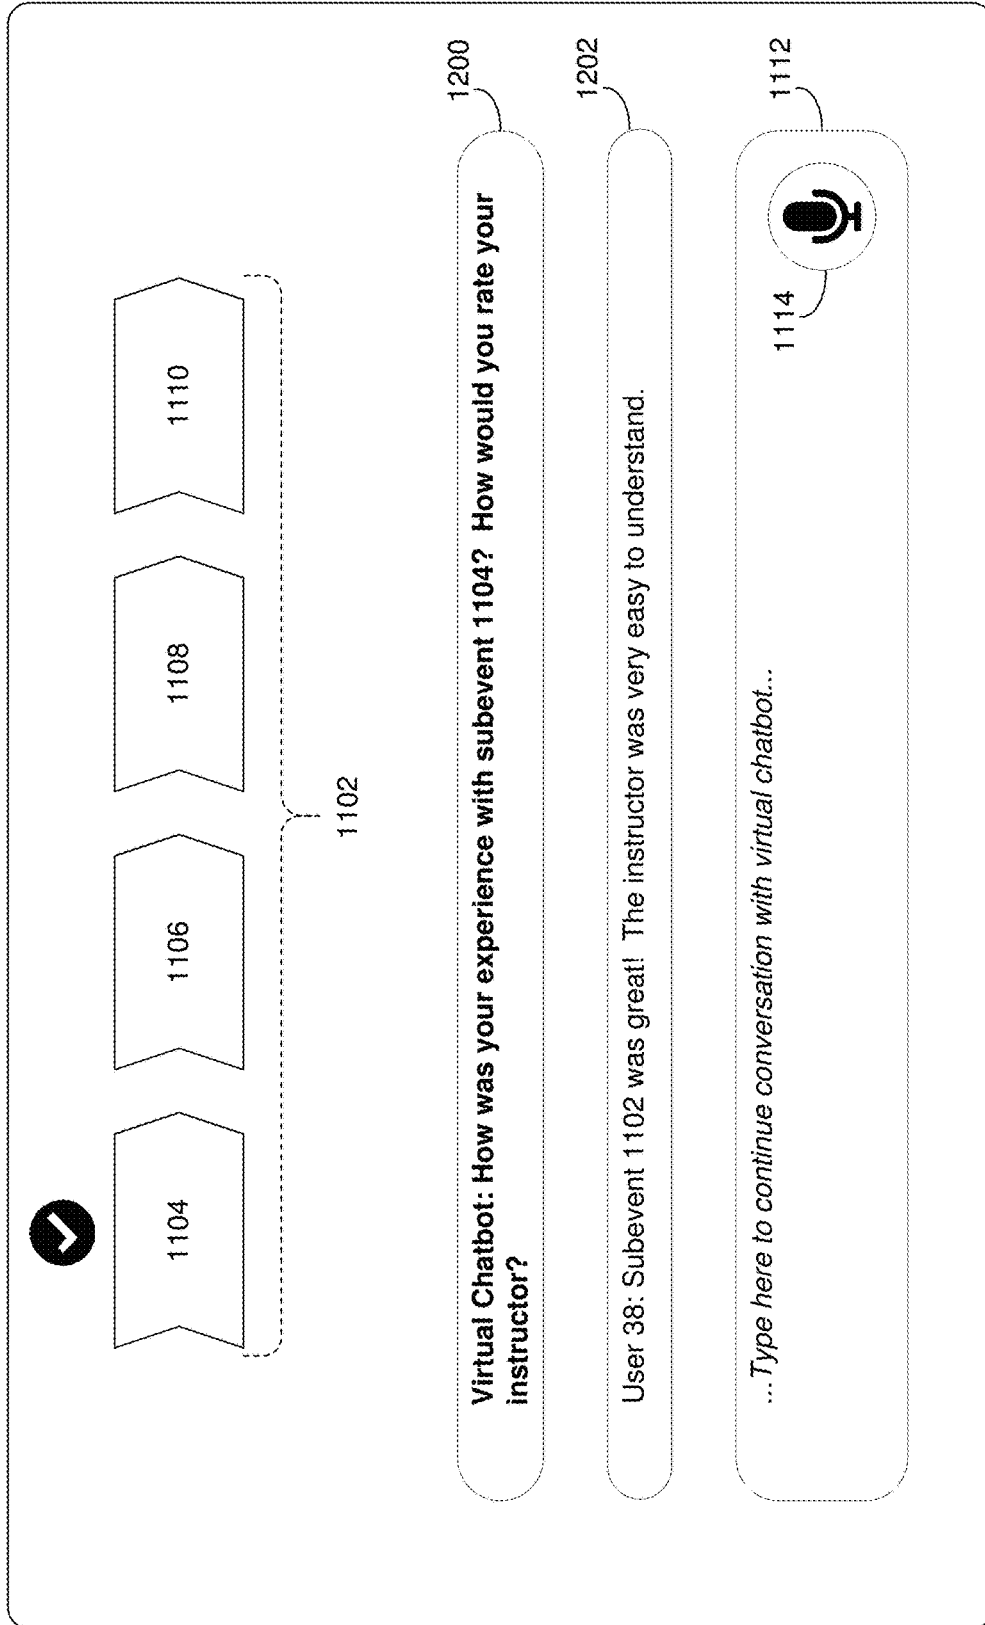 1104
1106
1108
1110
1102
1200
Virtual Chatbot: How was your experience with subevent 1104?  How would you rate your
instructor?
1202
User 38: Subevent 1102 was great!  The instructor was very easy to understand.
1112
1114
...Type here to continue conversation with virtual chatbot...